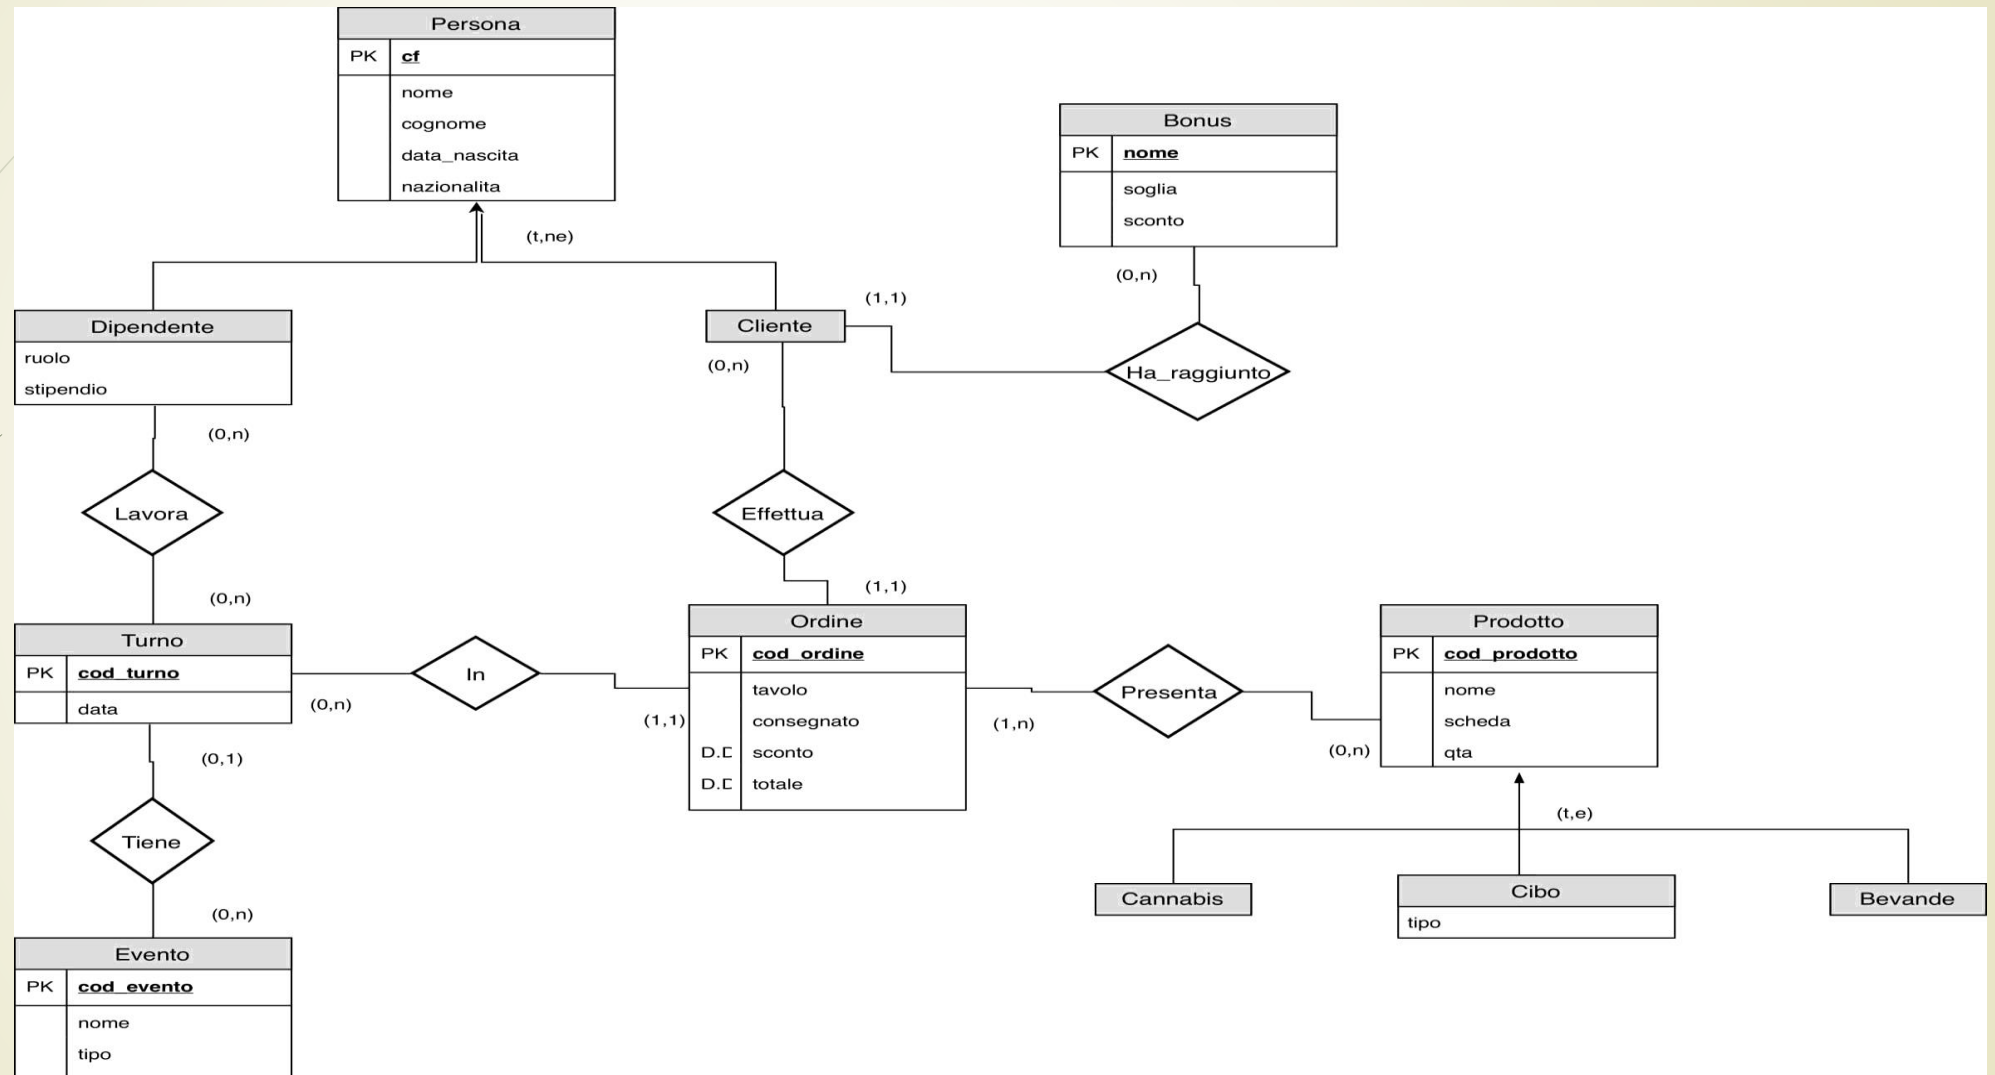 Persona
PK cf
nome
cognome
data_nascita
nazionalita
(t,ne)
Bonus
PK nome
soglia
sconto
(0,n)
Dipendente
ruolo
stipendio
(0,n)
Cliente
(1,1)
(0,n)
Ha_raggiunto
Lavora
Effettua
(0,n)
(1,1)
Turno
PK cod_turno
data
(0,n)
In
(1,1)
Ordine
PK cod_ordine
tavolo
consegnato
D.D sconto
D.D totale
(1,n)
Presenta
(0,n)
Prodotto
PK cod_prodotto
nome
scheda
qta
(0,1)
Tiene
(0,n)
(t,e)
Cannabis
Cibo
tipo
Bevande
Evento
PK cod_evento
nome
tipo